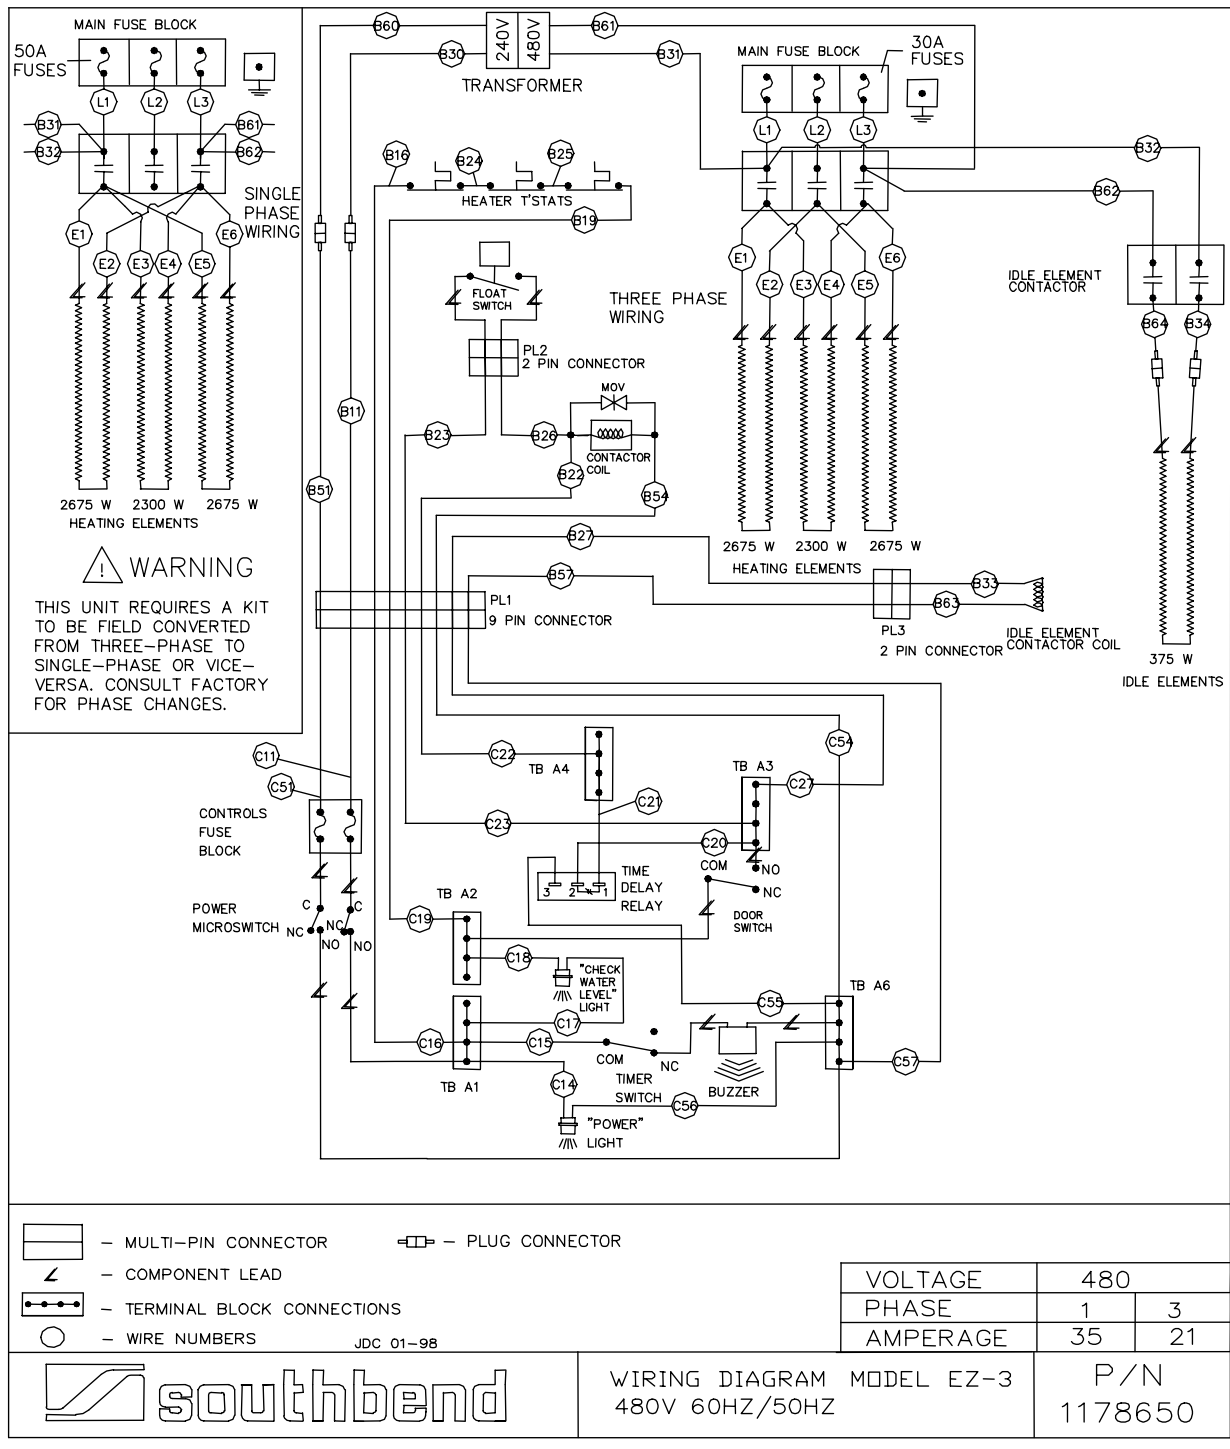 MAIN FUSE BLOCK
50A
FUSES
L1
L2
L3
B31
B32
B61
B62
SINGLE
PHASE
WIRING
E1
E2
E3
E4
E5
E6
2675 W
2300 W
2675 W
HEATING ELEMENTS
WARNING
THIS UNIT REQUIRES A KIT
TO BE FIELD CONVERTED
FROM THREE-PHASE TO
SINGLE-PHASE OR VICE-
VERSA. CONSULT FACTORY
FOR PHASE CHANGES.
B60
B30
240V
480V
B61
B31
TRANSFORMER
MAIN FUSE BLOCK
30A
FUSES
L1
L2
L3
B32
B62
B16
B24
B25
HEATER T'STATS
B19
FLOAT
SWITCH
THREE PHASE
WIRING
E1
E2
E3
E4
E5
E6
IDLE ELEMENT
CONTACTOR
B64
B34
PL2
2 PIN CONNECTOR
MOV
B11
B23
B26
CONTACTOR
COIL
B22
B51
B54
B27
2675 W
2300 W
2675 W
HEATING ELEMENTS
B57
B33
B63
PL1
9 PIN CONNECTOR
PL3
2 PIN CONNECTOR
IDLE ELEMENT
CONTACTOR COIL
375 W
IDLE ELEMENTS
C11
C51
C22
TB A4
C54
TB A3
C27
C21
CONTROLS
FUSE
BLOCK
C23
C20
COM
NO
NC
3
2
1
TIME
DELAY
RELAY
DOOR
SWITCH
POWER
MICROSWITCH
C
C
NC
NO
NC
NO
TB A2
C19
C18
"CHECK
WATER
LEVEL"
LIGHT
C17
C55
TB A6
C16
C15
COM
NC
TIMER
SWITCH
BUZZER
C57
TB A1
C14
C56
"POWER"
LIGHT
– MULTI-PIN CONNECTOR
– PLUG CONNECTOR
– COMPONENT LEAD
– TERMINAL BLOCK CONNECTIONS
– WIRE NUMBERS
JDC 01-98
VOLTAGE 480
PHASE 1 3
AMPERAGE 35 21
southbend
WIRING DIAGRAM MODEL EZ-3
480V 60HZ/50HZ
P/N
1178650